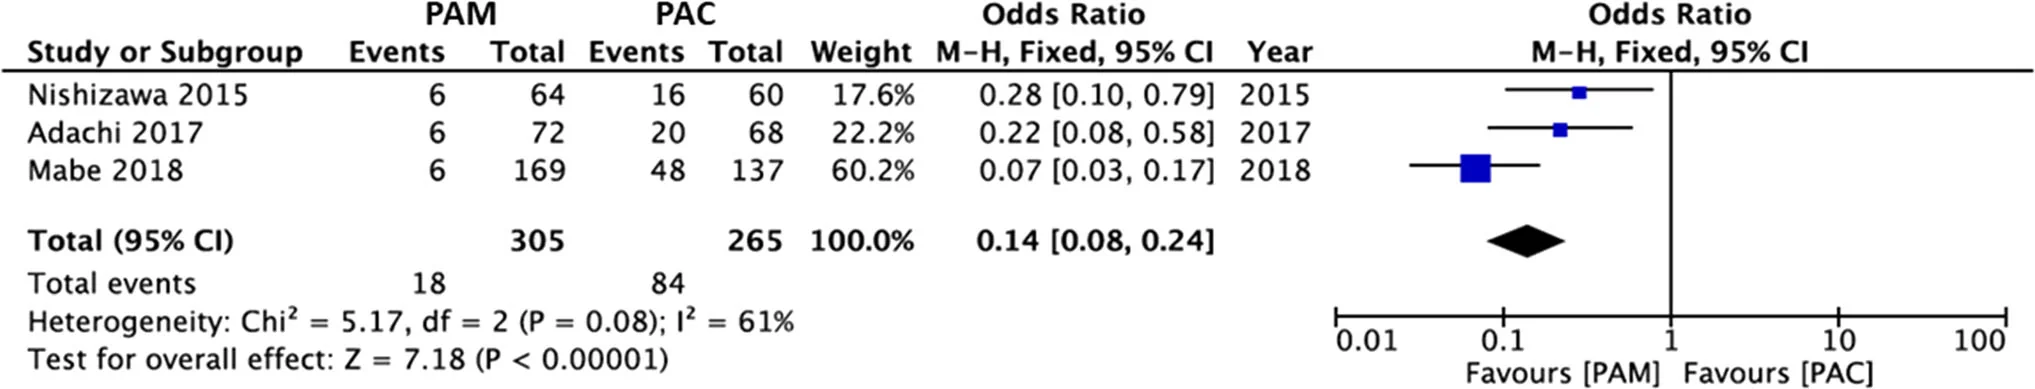 PAM PAC Odds Ratio Odds Ratio
Study or Subgroup Events Total Events Total Weight M-H, Fixed, 95% CI Year M-H, Fixed, 95% CI
Nishizawa 2015 6 64 16 60 17.6% 0.28 [0.10, 0.79] 2015
Adachi 2017 6 72 20 68 22.2% 0.22 [0.08, 0.58] 2017
Mabe 2018 6 169 48 137 60.2% 0.07 [0.03, 0.17] 2018
Total (95% CI) 305 265 100.0% 0.14 [0.08, 0.24]
Total events 18 84
Heterogeneity: Chi² = 5.17, df = 2 (P = 0.08); I² = 61%
Test for overall effect: Z = 7.18 (P < 0.00001)
0.01 0.1 1 10 100
Favours [PAM] Favours [PAC]